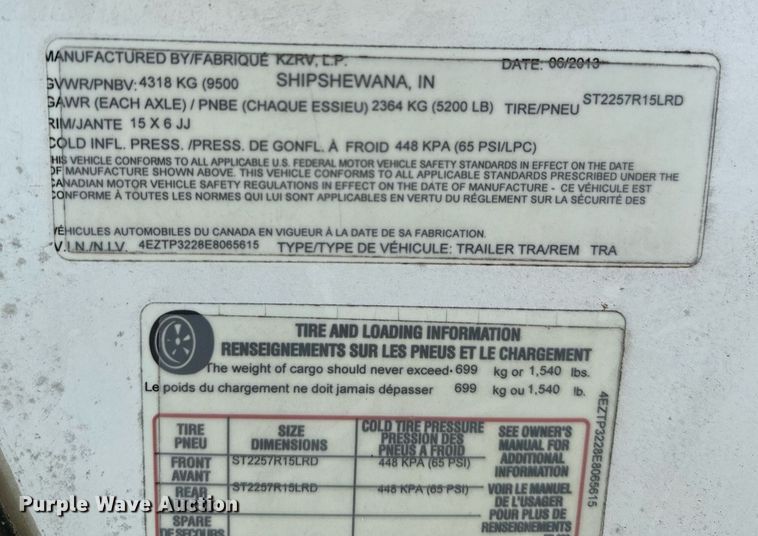 MANUFACTURED BY/FABRIQUÉ KZRV, L.P. DATE: 06/2013
GVWR/PNBV: 4318 KG (9500 SHIPSHEWANA, IN
GAWR (EACH AXLE) / PNBE (CHAQUE ESSIEU) 2364 KG (5200 LB) TIRE/PNEU ST2257R15LRD
RIM/JANTE 15 X 6 JJ
COLD INFL. PRESS. /PRESS. DE GONFL. À FROID 448 KPA (65 PSI/LPC)
THIS VEHICLE CONFORMS TO ALL APPLICABLE U.S. FEDERAL MOTOR VEHICLE SAFETY STANDARDS IN EFFECT ON THE DATE
OF MANUFACTURE SHOWN ABOVE. THIS VEHICLE CONFORMS TO ALL APPLICABLE STANDARDS PRESCRIBED UNDER THE
CANADIAN MOTOR VEHICLE SAFETY REGULATIONS IN EFFECT ON THE DATE OF MANUFACTURE - CE VÉHICULE EST
CONFORME À TOUTES LES NORMES QUI LUI SONT APPLICABLES EN VERTU DU RÉGLEMENT SUR LA SÉCURITÉ DES
VÉHICULES AUTOMOBILES DU CANADA EN VIGUEUR À LA DATE DE SA FABRICATION.
V.I.N./N.I.V. 4EZTP3228E8065615 TYPE/TYPE DE VÉHICULE: TRAILER TRA/REM TRA
TIRE AND LOADING INFORMATION
RENSEIGNEMENTS SUR LES PNEUS ET LE CHARGEMENT
The weight of cargo should never exceed 699 kg or 1,540 lbs.
Le poids du chargement ne doit jamais dépasser 699 kg ou 1,540 lb.
4EZTP3228E8065615
TIRE
PNEU
SIZE
DIMENSIONS
COLD TIRE PRESSURE
PRESSION DES
PNEUS A FROID
SEE OWNER'S
MANUAL FOR
ADDITIONAL
INFORMATION
FRONT
AVANT
ST2257R15LRD
448 KPA (65 PSI)
REAR
ST2257R15LRD
448 KPA (65 PSI)
VOIR LE MANUEL
DE L'USAGER
POUR PLUS DE
RENSEIGNEMENTS
SPARE
DE SECOURS
Purple Wave Auction